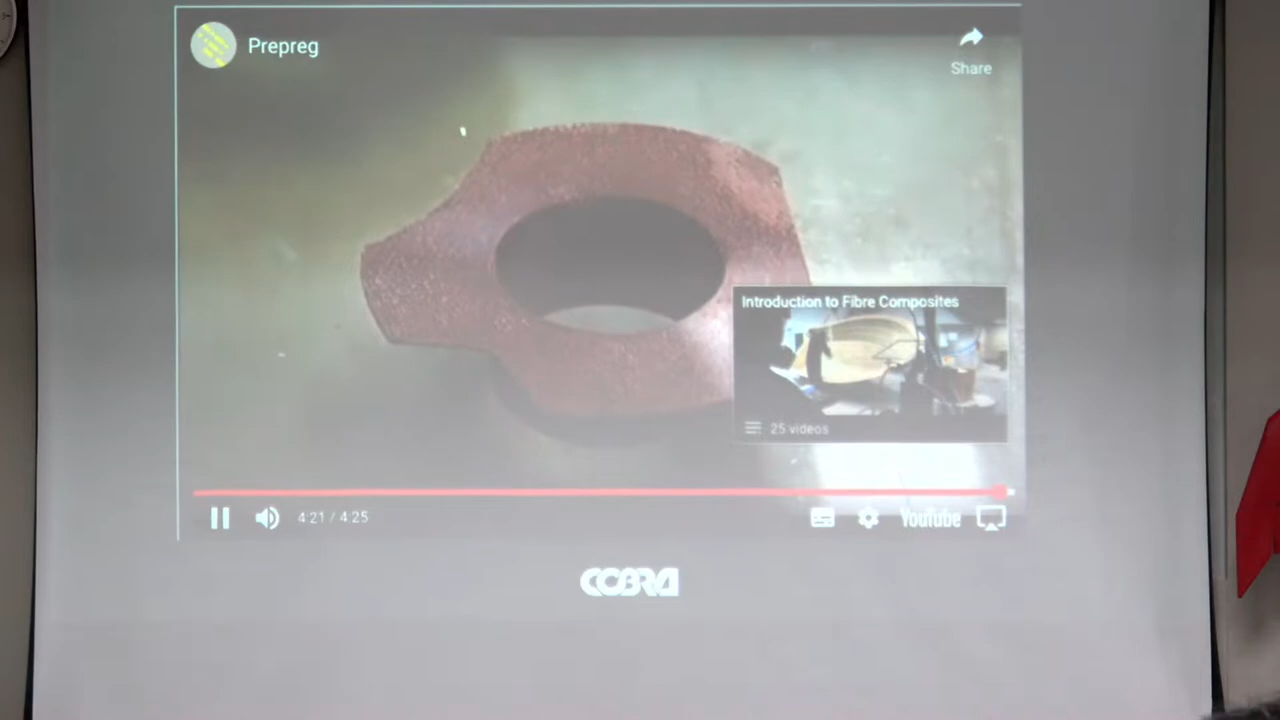 Prepreg
Share
Introduction to Fibre Composites
25 videos
4:21 / 4:25
YouTube
COBRA